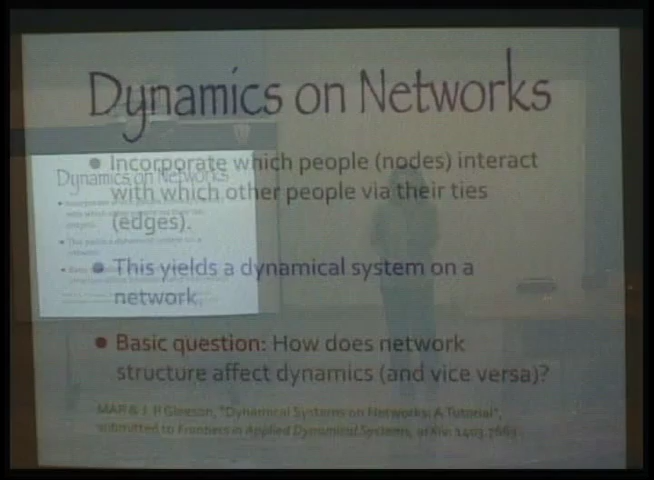 Dynamics on Networks
• Incorporate which people (nodes) interact
with which other people via their ties
(edges).
• This yields a dynamical system on a
network.
• Basic question: How does network
structure affect dynamics (and vice versa)?
MAP & J. P. Gleeson, "Dynamical Systems on Networks: A Tutorial",
submitted to Frontiers in Applied Dynamical Systems, arXiv: 1403.7663
Dynamics on Networks